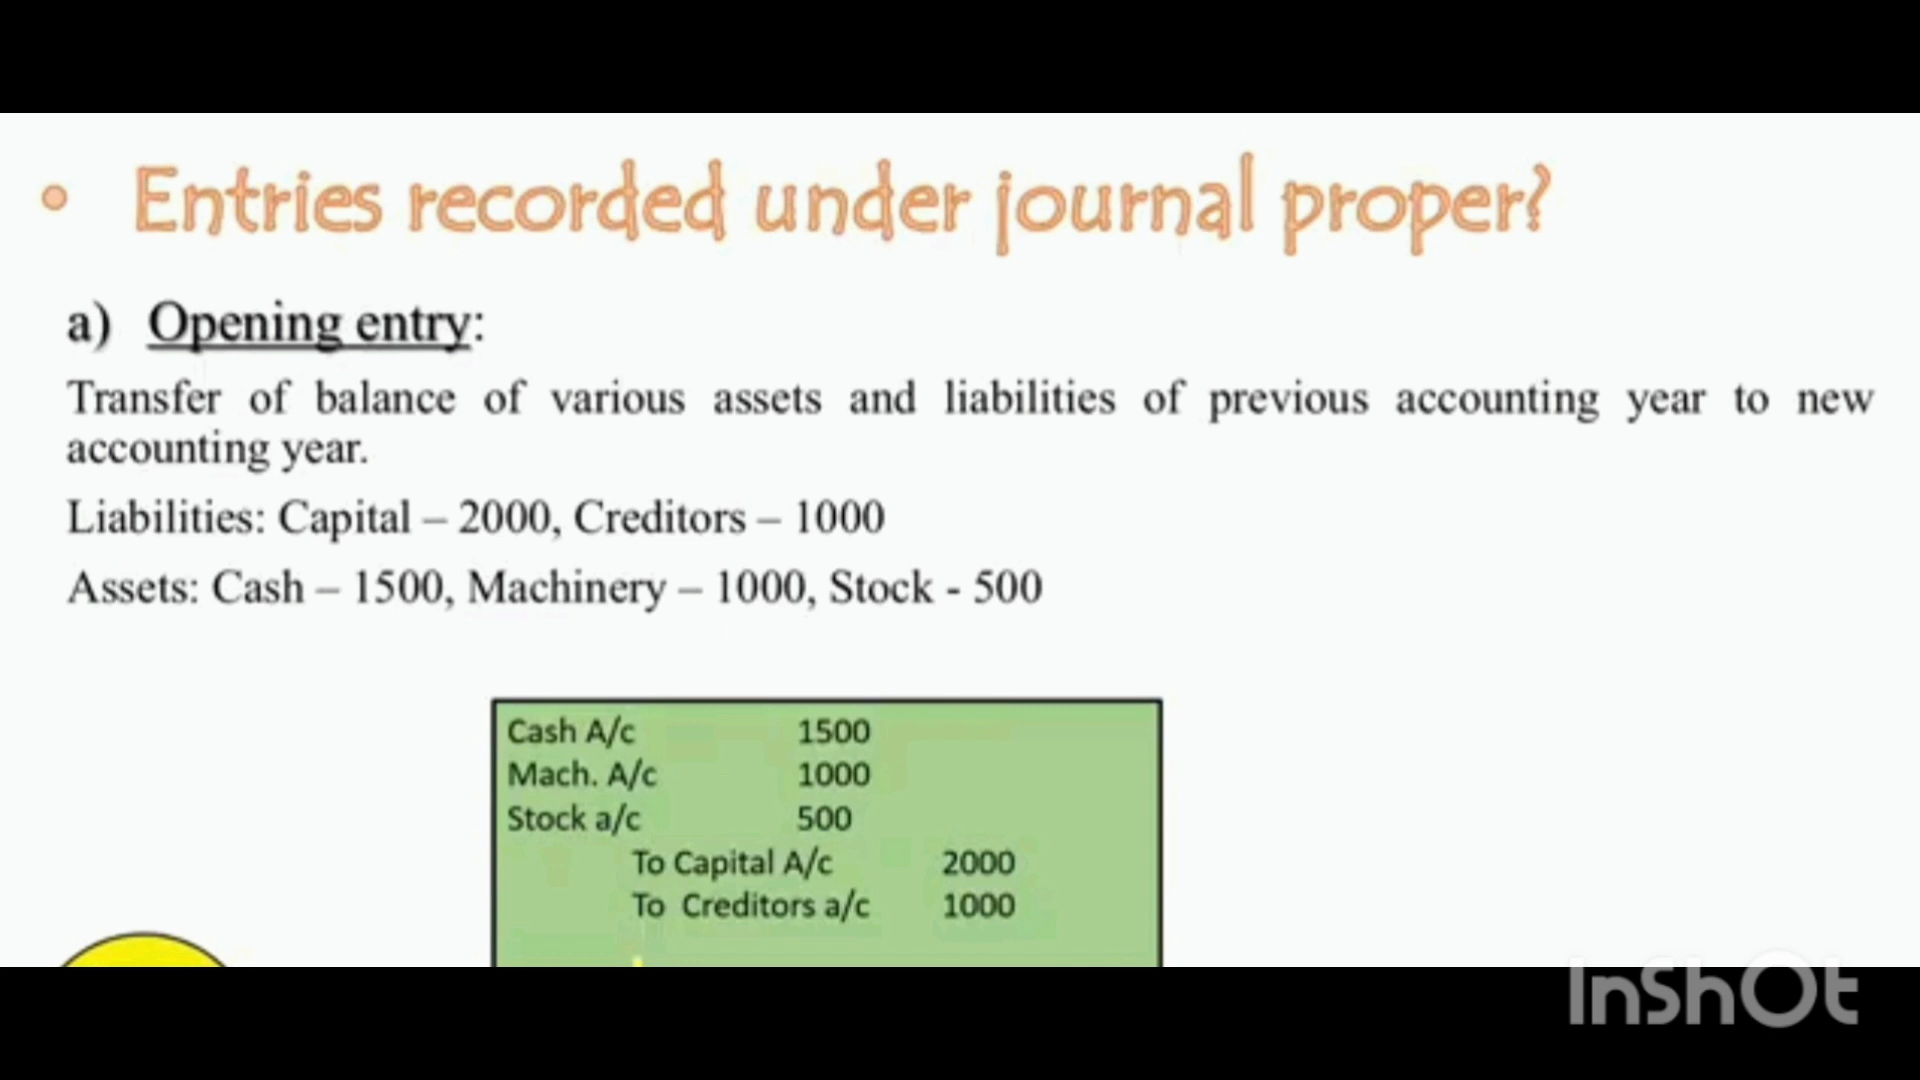 • Entries recorded under journal proper?
a) Opening entry:
Transfer of balance of various assets and liabilities of previous accounting year to new
accounting year.
Liabilities: Capital – 2000, Creditors – 1000
Assets: Cash – 1500, Machinery – 1000, Stock - 500
Cash A/c 1500
Mach. A/c 1000
Stock a/c 500
To Capital A/c 2000
To Creditors a/c 1000
InShOt